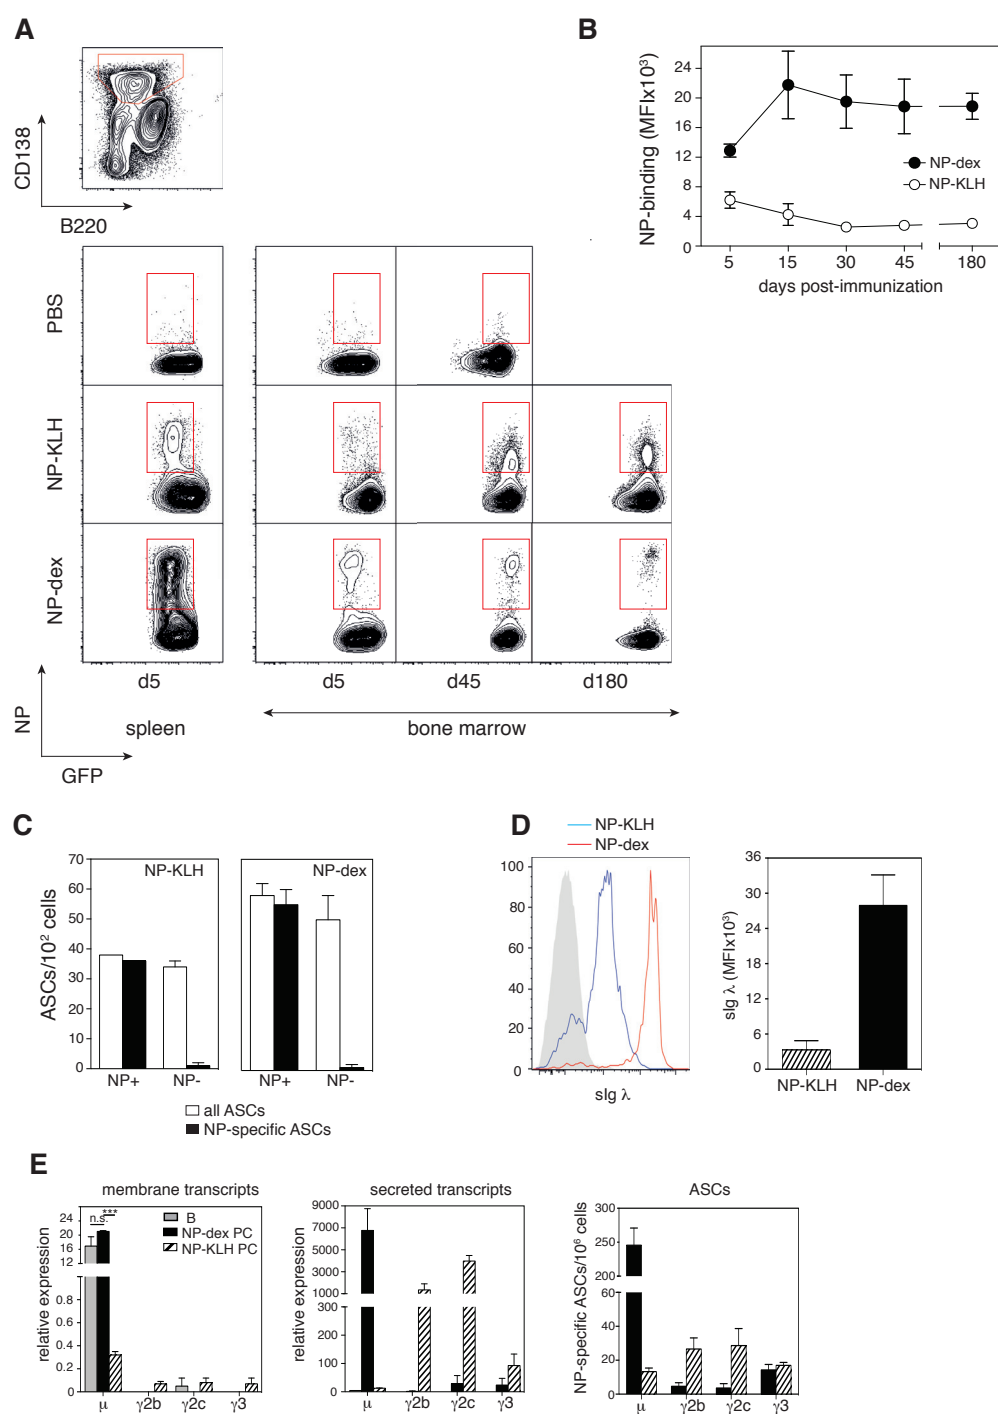 A
CD138
B220
PBS
NP-KLH
NP-dex
d5
d5
d45
d180
spleen
bone marrow
NP
GFP
B
NP-binding (MFIx10³)
24
20
16
12
8
4
0
NP-dex
NP-KLH
5
15
30
45
180
days post-immunization
C
ASCs/10² cells
70
60
50
40
30
20
10
0
NP-KLH
NP-dex
NP+
NP-
NP+
NP-
all ASCs
NP-specific ASCs
D
NP-KLH
NP-dex
100
80
60
40
20
0
sIg λ
sIg λ (MFIx10³)
36
30
24
18
12
6
0
NP-KLH
NP-dex
E
membrane transcripts
relative expression
24
20
16
12
0.8
0.6
0.4
0.2
0
n.s.
***
B
NP-dex PC
NP-KLH PC
μ
γ2b
γ2c
γ3
secreted transcripts
relative expression
9000
7000
5000
3000
1000
300
200
100
0
μ
γ2b
γ2c
γ3
ASCs
NP-specific ASCs/10⁶ cells
300
250
200
60
40
20
0
μ
γ2b
γ2c
γ3